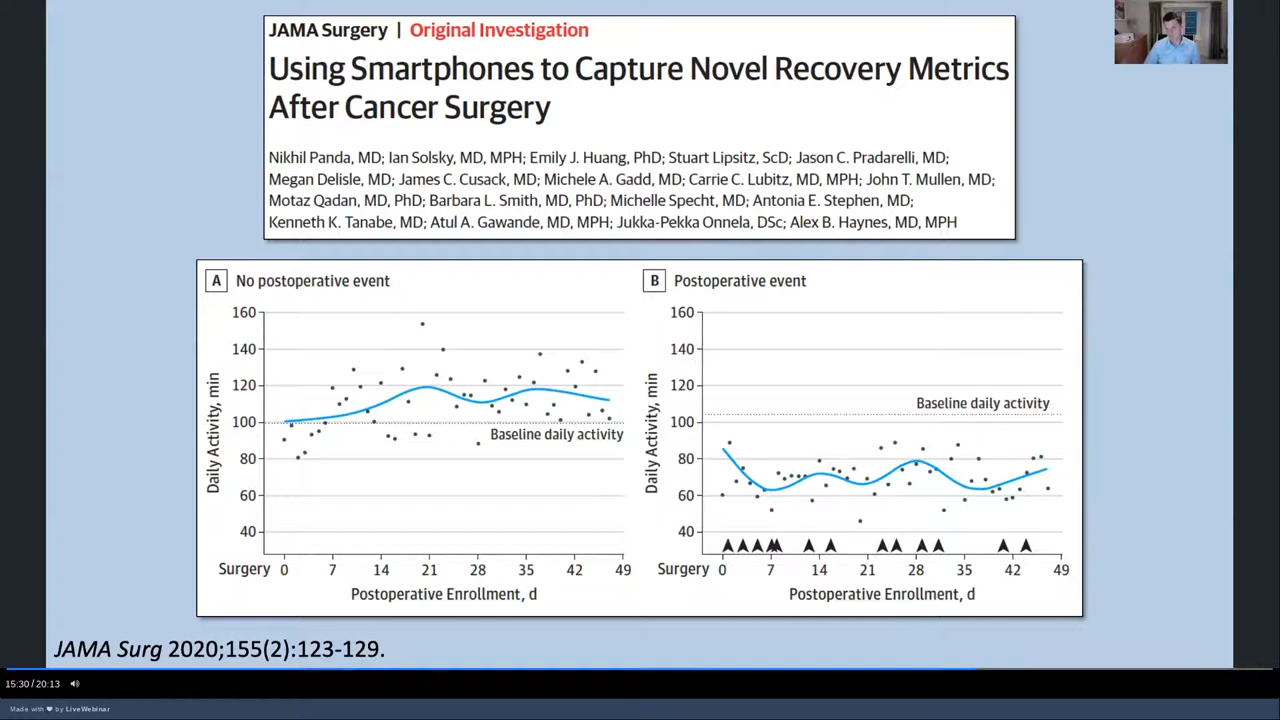 JAMA Surgery | Original Investigation
Using Smartphones to Capture Novel Recovery Metrics
After Cancer Surgery
Nikhil Panda, MD; Ian Solsky, MD, MPH; Emily J. Huang, PhD; Stuart Lipsitz, ScD; Jason C. Pradarelli, MD;
Megan Delisle, MD; James C. Cusack, MD; Michele A. Gadd, MD; Carrie C. Lubitz, MD, MPH; John T. Mullen, MD;
Motaz Qadan, MD, PhD; Barbara L. Smith, MD, PhD; Michelle Specht, MD; Antonia E. Stephen, MD;
Kenneth K. Tanabe, MD; Atul A. Gawande, MD, MPH; Jukka-Pekka Onnela, DSc; Alex B. Haynes, MD, MPH
A No postoperative event
160
140
120
100
80
60
40
Daily Activity, min
Baseline daily activity
Surgery 0 7 14 21 28 35 42 49
Postoperative Enrollment, d
B Postoperative event
160
140
120
100
80
60
40
Daily Activity, min
Baseline daily activity
Surgery 0 7 14 21 28 35 42 49
Postoperative Enrollment, d
JAMA Surg 2020;155(2):123-129.
15:30 / 20:13
Made with ❤ by LiveWebinar